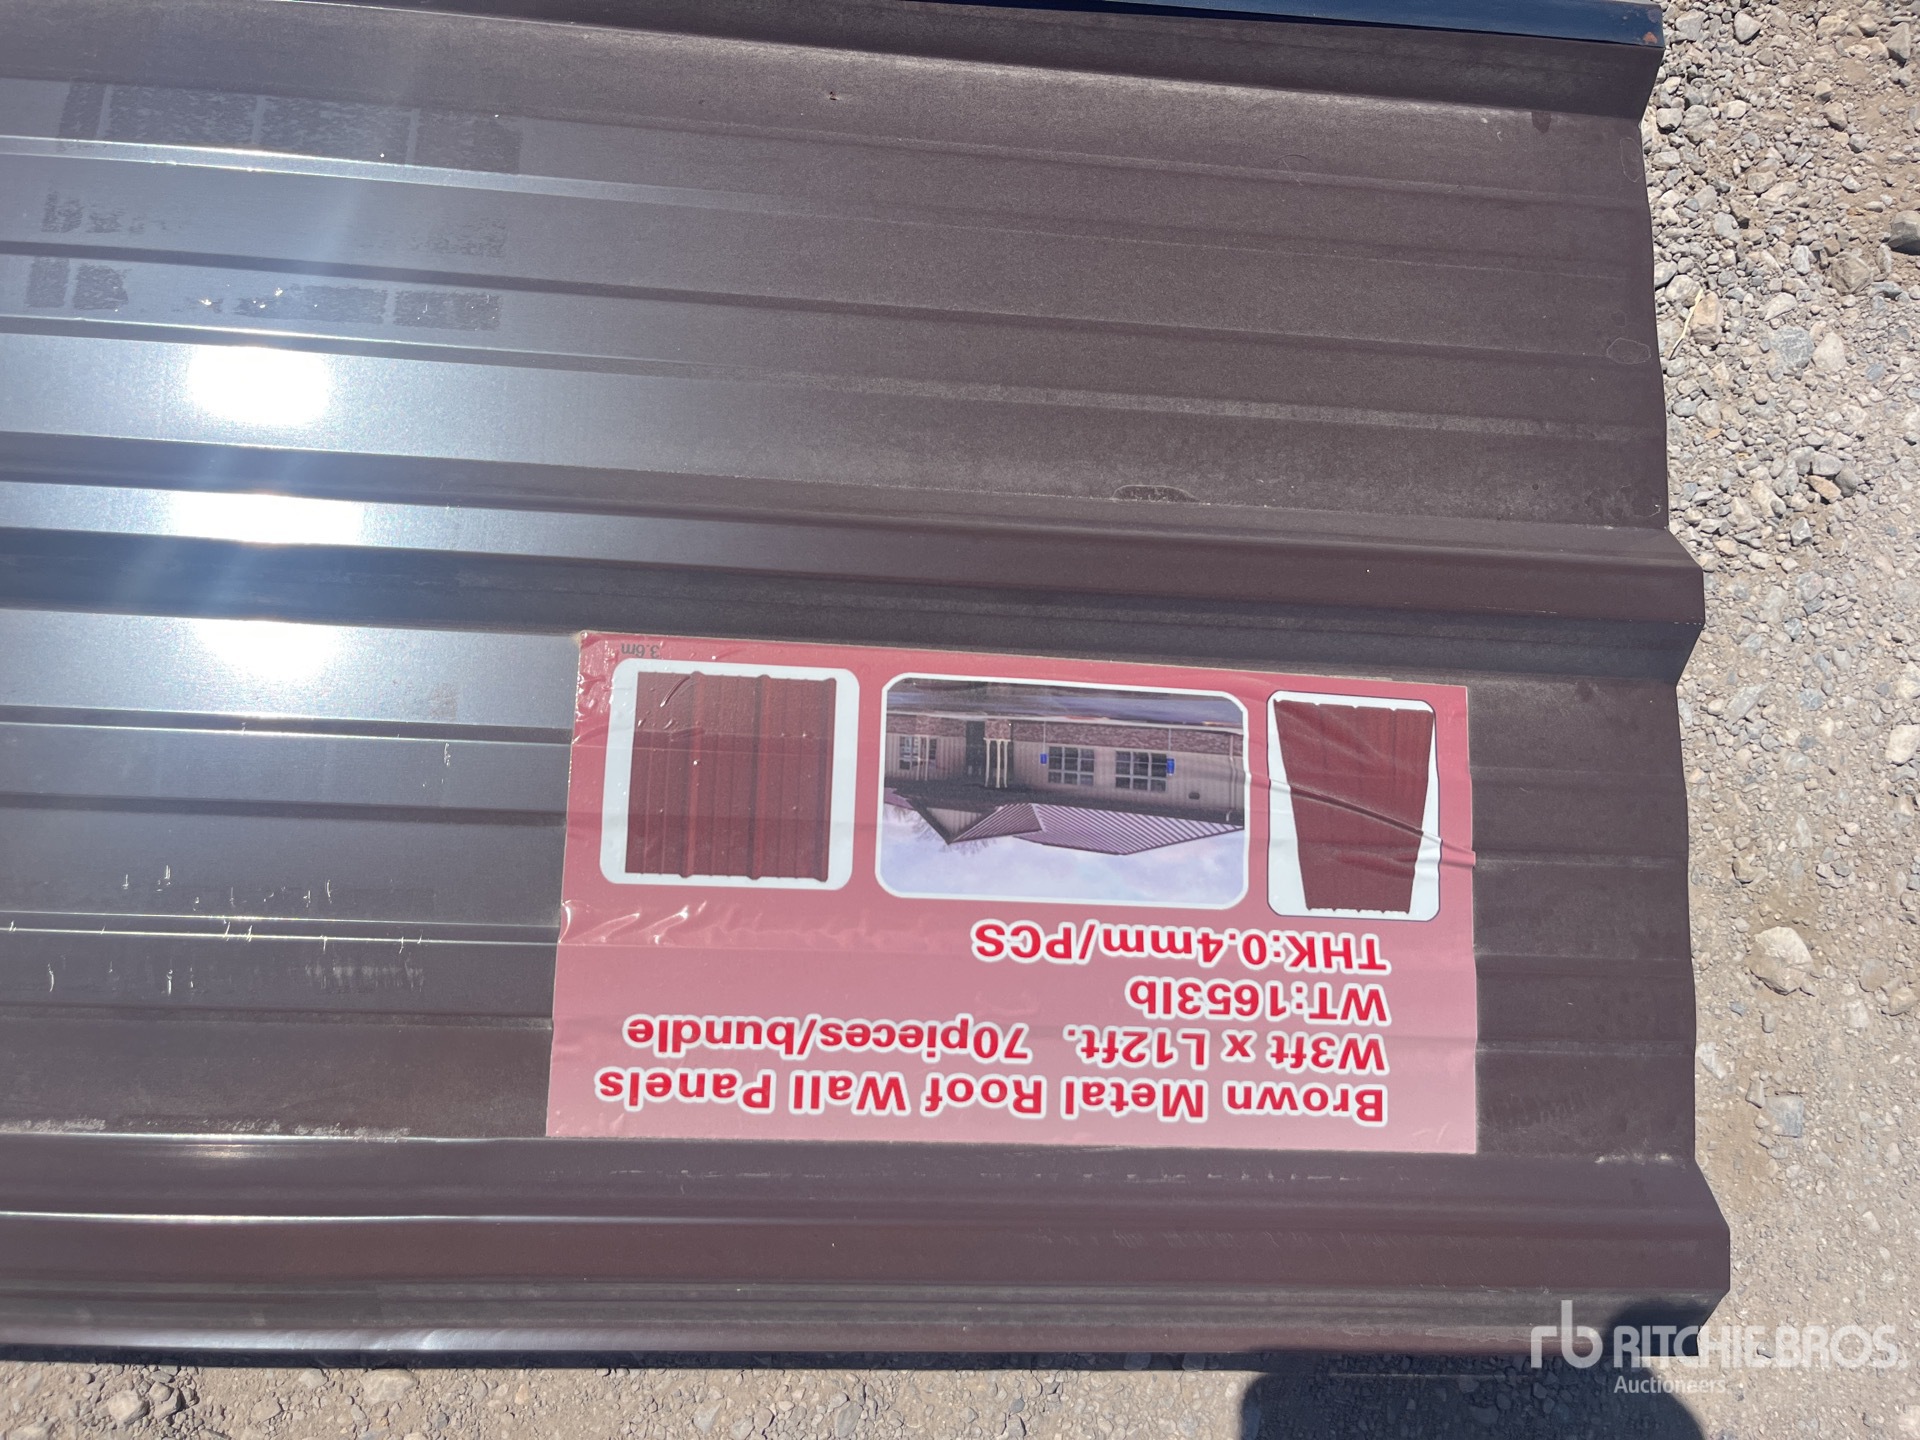 Brown Metal Roof Wall Panels
W3ft x L12ft. 70pieces/bundle
WT:1653lb
THK:0.4mm/PCS
3.6m
rb RITCHIE BROS.
Auctioneers